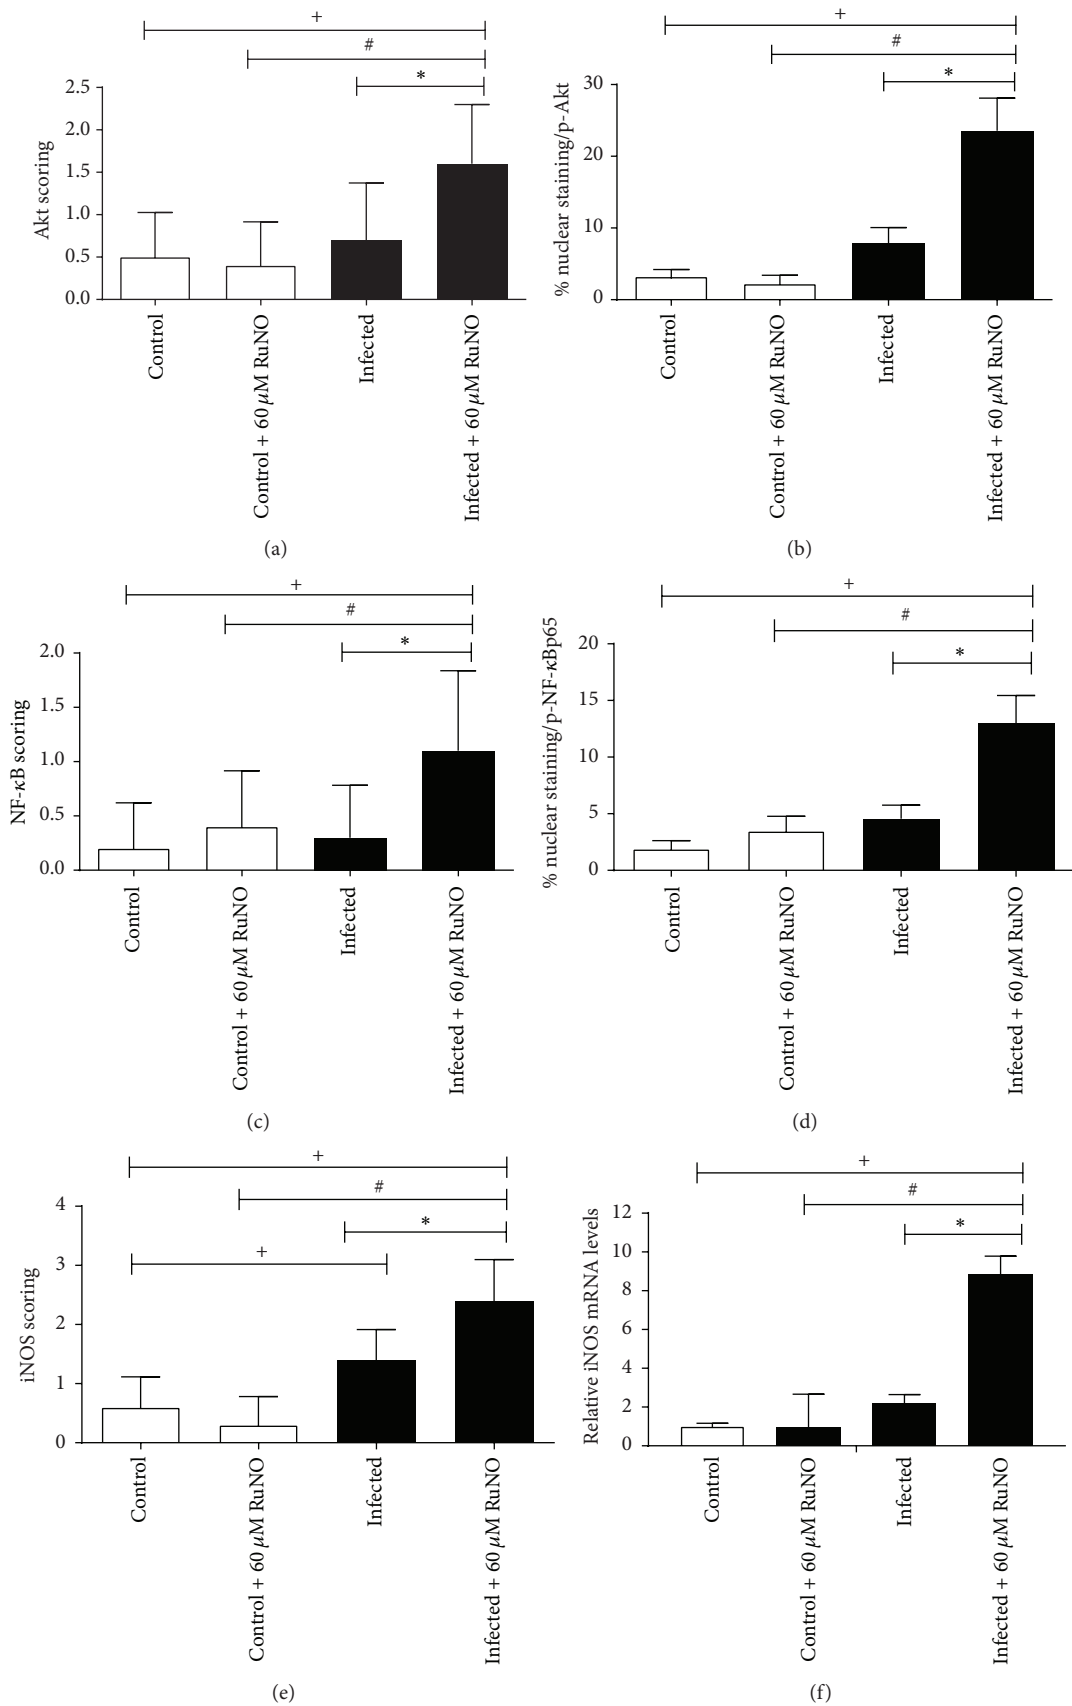 +
#
*
Akt scoring
2.5
2.0
1.5
1.0
0.5
0.0
Control
Control + 60 μM RuNO
Infected
Infected + 60 μM RuNO
(a)
+
#
*
% nuclear staining/p-Akt
30
20
10
0
Control
Control + 60 μM RuNO
Infected
Infected + 60 μM RuNO
(b)
+
#
*
NF-κB scoring
2.0
1.5
1.0
0.5
0.0
Control
Control + 60 μM RuNO
Infected
Infected + 60 μM RuNO
(c)
+
#
*
% nuclear staining/p-NF-κBp65
20
15
10
5
0
Control
Control + 60 μM RuNO
Infected
Infected + 60 μM RuNO
(d)
+
#
*
+
iNOS scoring
4
3
2
1
0
Control
Control + 60 μM RuNO
Infected
Infected + 60 μM RuNO
(e)
+
#
*
Relative iNOS mRNA levels
12
10
8
6
4
2
0
Control
Control + 60 μM RuNO
Infected
Infected + 60 μM RuNO
(f)